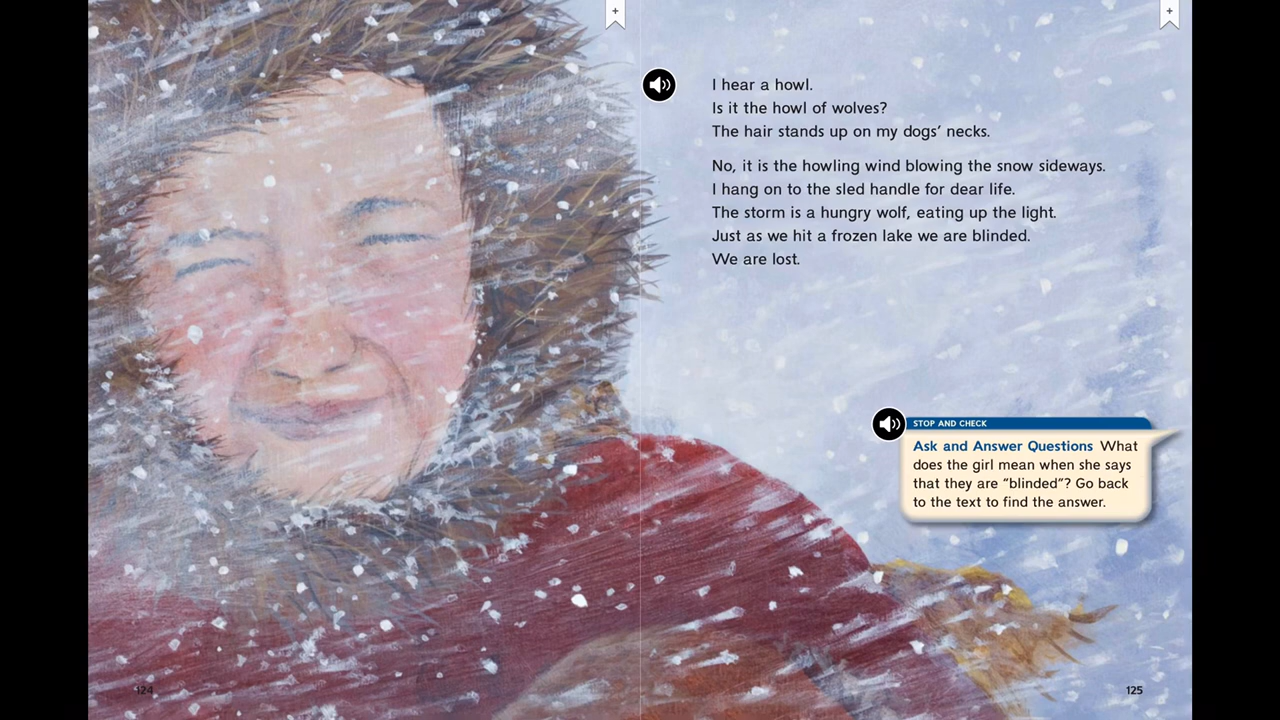 I hear a howl.
Is it the howl of wolves?
The hair stands up on my dogs’ necks.
No, it is the howling wind blowing the snow sideways.
I hang on to the sled handle for dear life.
The storm is a hungry wolf, eating up the light.
Just as we hit a frozen lake we are blinded.
We are lost.
STOP AND CHECK
Ask and Answer Questions What
does the girl mean when she says
that they are “blinded”? Go back
to the text to find the answer.
124
125